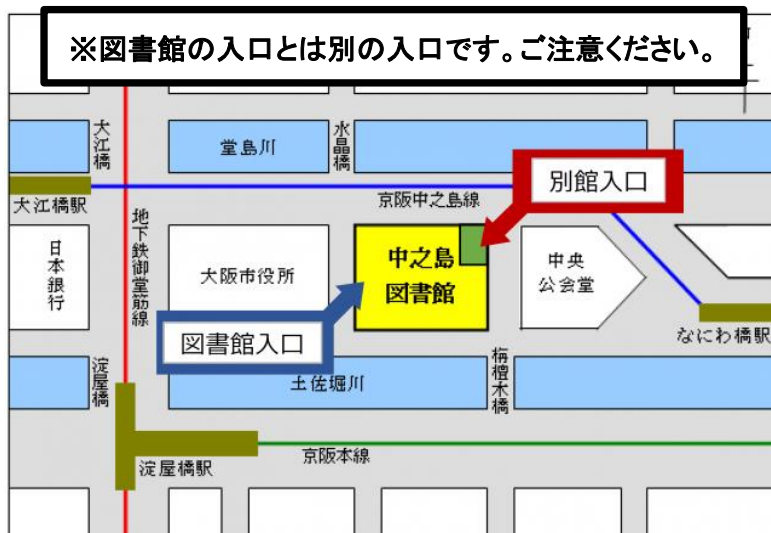 ※図書館の入口とは別の入口です。ご注意ください。
大江橋
堂島川
水晶橋
別館入口
大江橋駅
京阪中之島線
日本銀行
地下鉄御堂筋線
大阪市役所
中之島
図書館
中央
公会堂
図書館入口
なにわ橋駅
淀屋橋
土佐堀川
栴檀木橋
淀屋橋駅
京阪本線